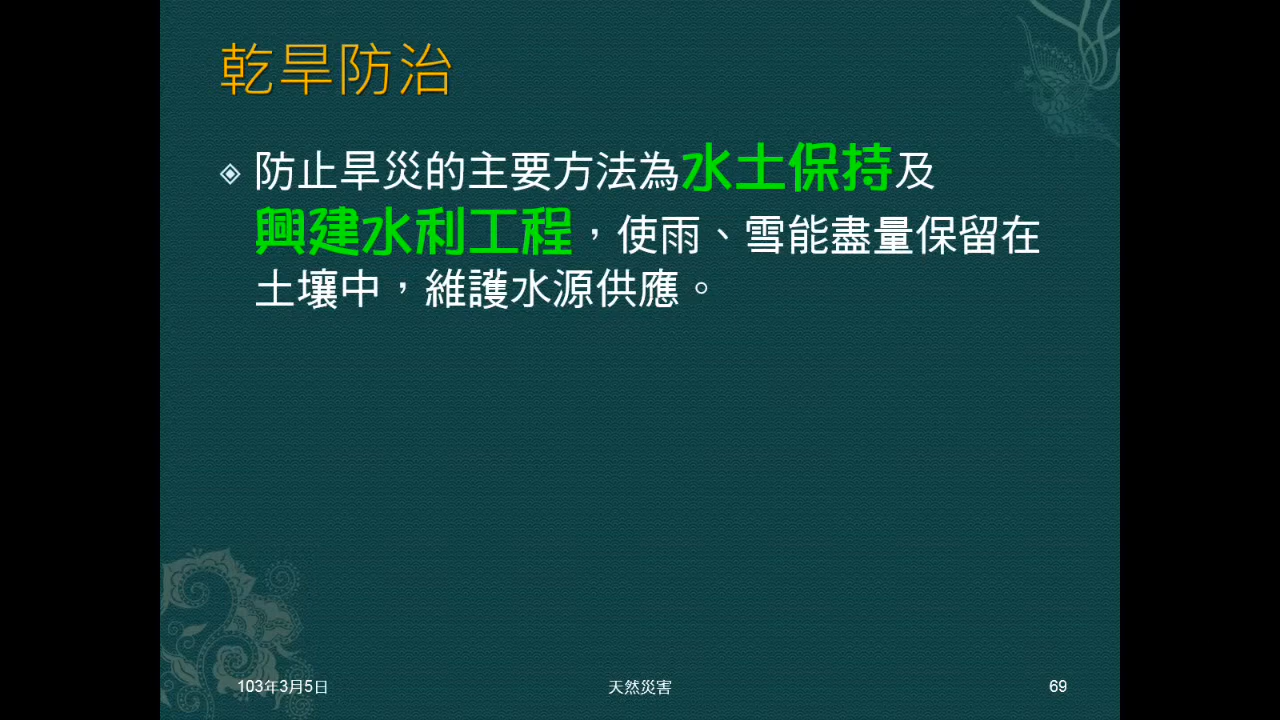 乾旱防治
防止旱災的主要方法為水土保持及
興建水利工程，使雨、雪能盡量保留在
土壤中，維護水源供應。
103年3月5日
天然災害
69